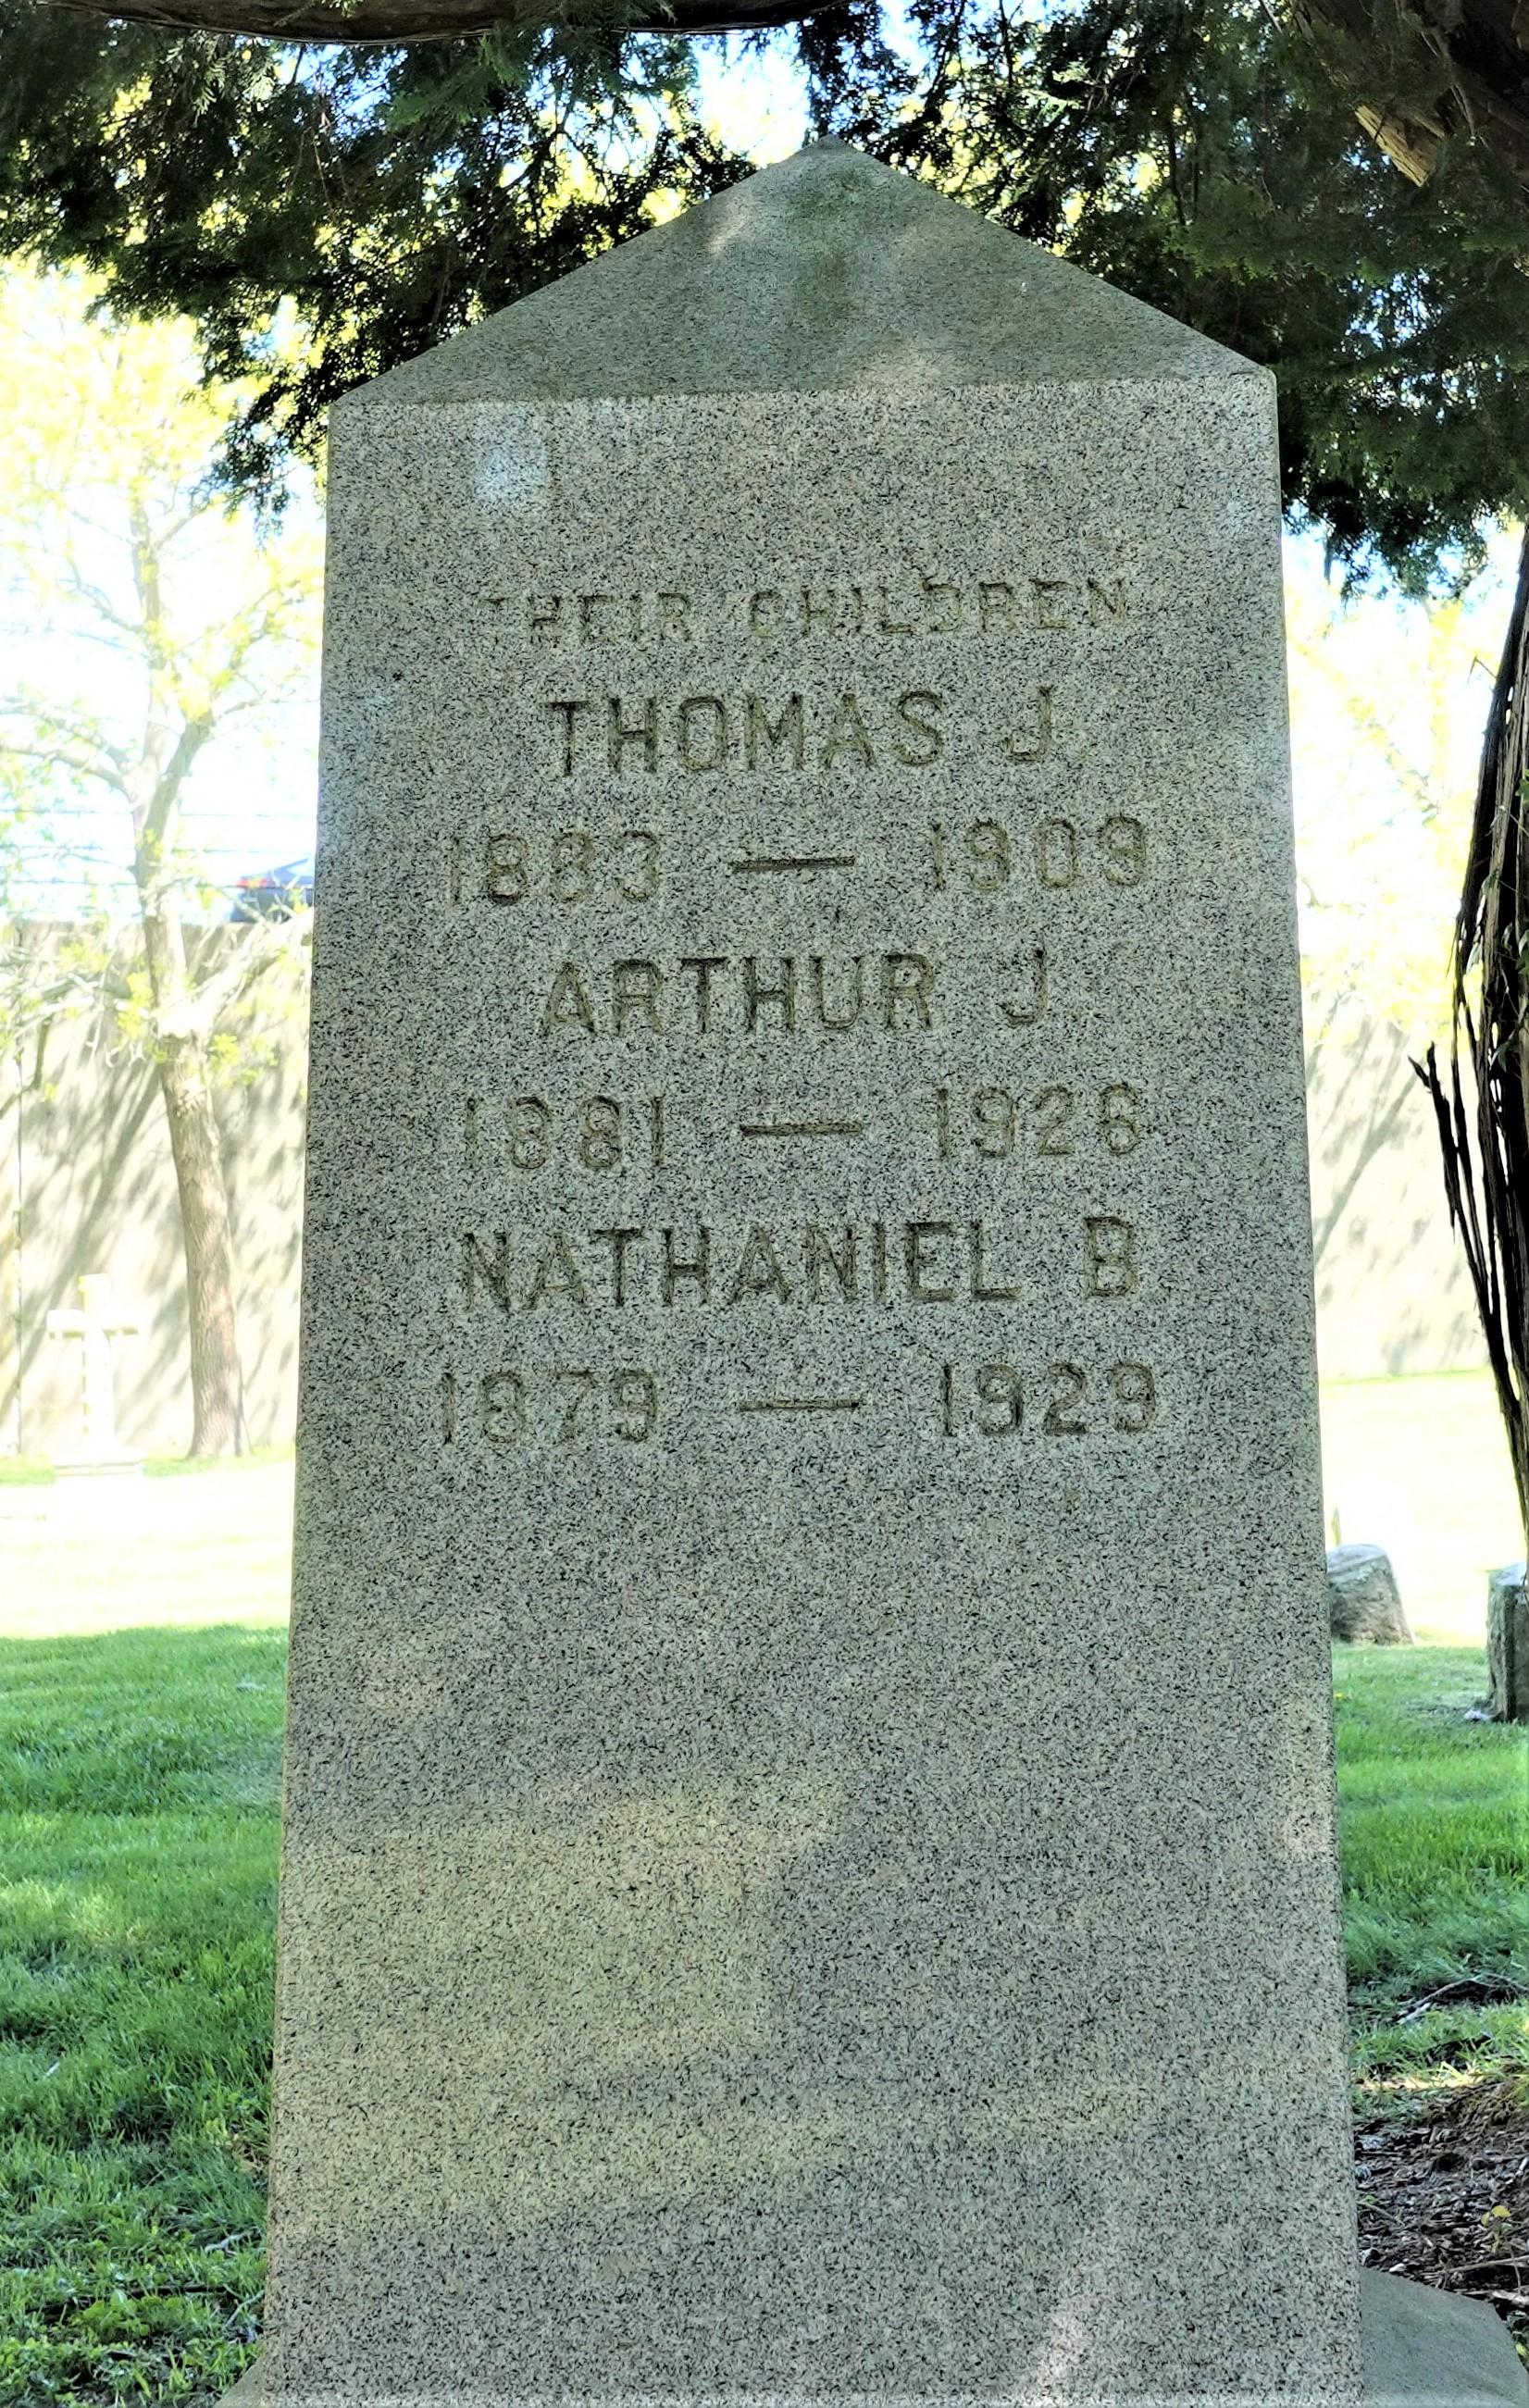 THEIR CHILDREN
THOMAS J.
1883 — 1909
ARTHUR J.
1881 — 1926
NATHANIEL B
1879 — 1929